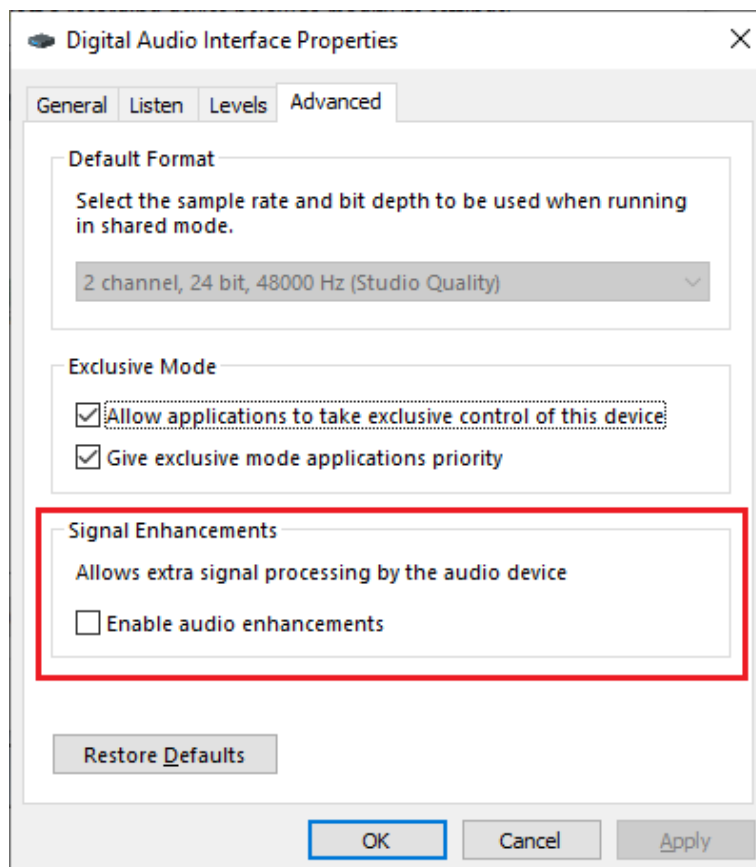 Digital Audio Interface Properties
General
Listen
Levels
Advanced
Default Format
Select the sample rate and bit depth to be used when running
in shared mode.
2 channel, 24 bit, 48000 Hz (Studio Quality)
Exclusive Mode
Allow applications to take exclusive control of this device
Give exclusive mode applications priority
Signal Enhancements
Allows extra signal processing by the audio device
Enable audio enhancements
Restore Defaults
OK
Cancel
Apply